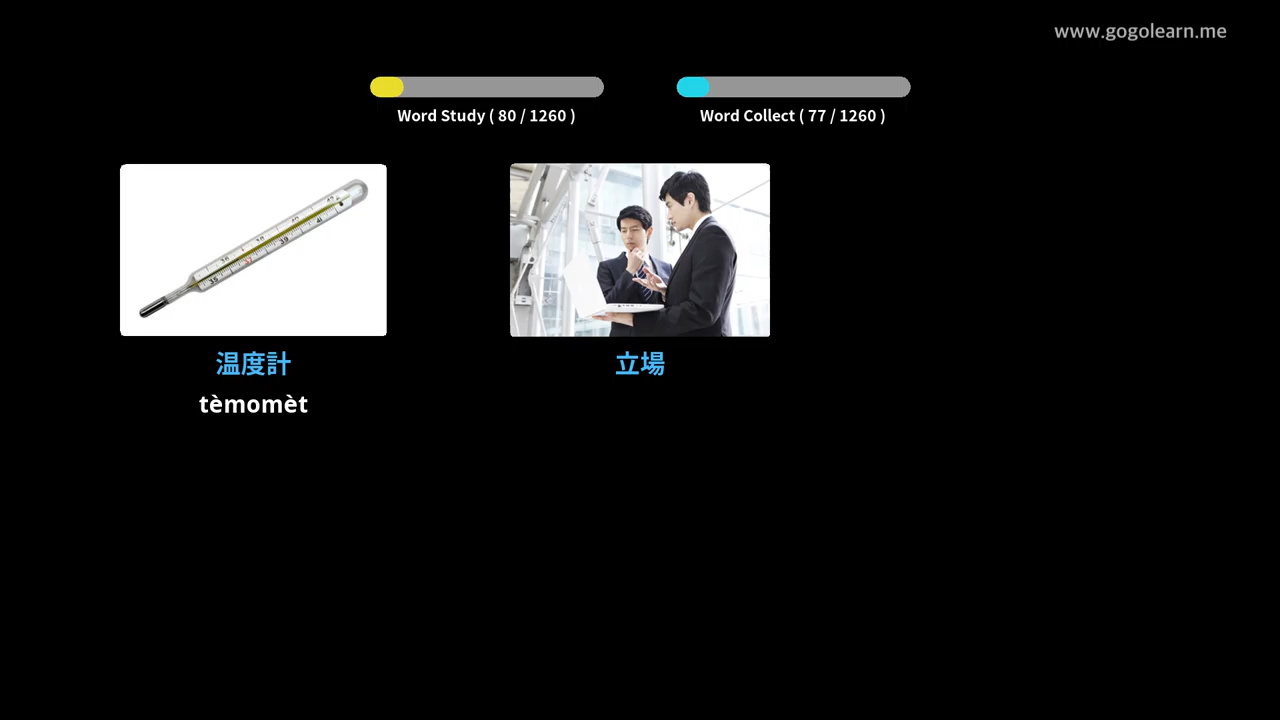 www.gogolearn.me
Word Study ( 80 / 1260 )
Word Collect ( 77 / 1260 )
温度計
立場
tèmomèt